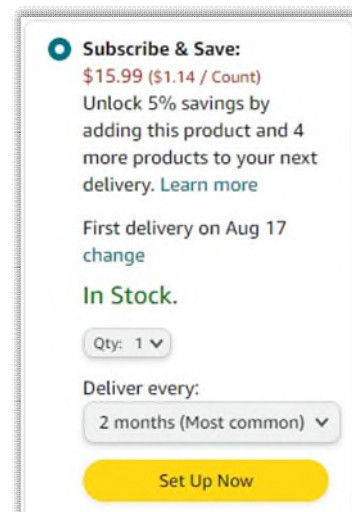 Subscribe & Save:
$15.99 ($1.14 / Count)
Unlock 5% savings by
adding this product and 4
more products to your next
delivery. Learn more
First delivery on Aug 17
change
In Stock.
Qty: 1
Deliver every:
2 months (Most common)
Set Up Now